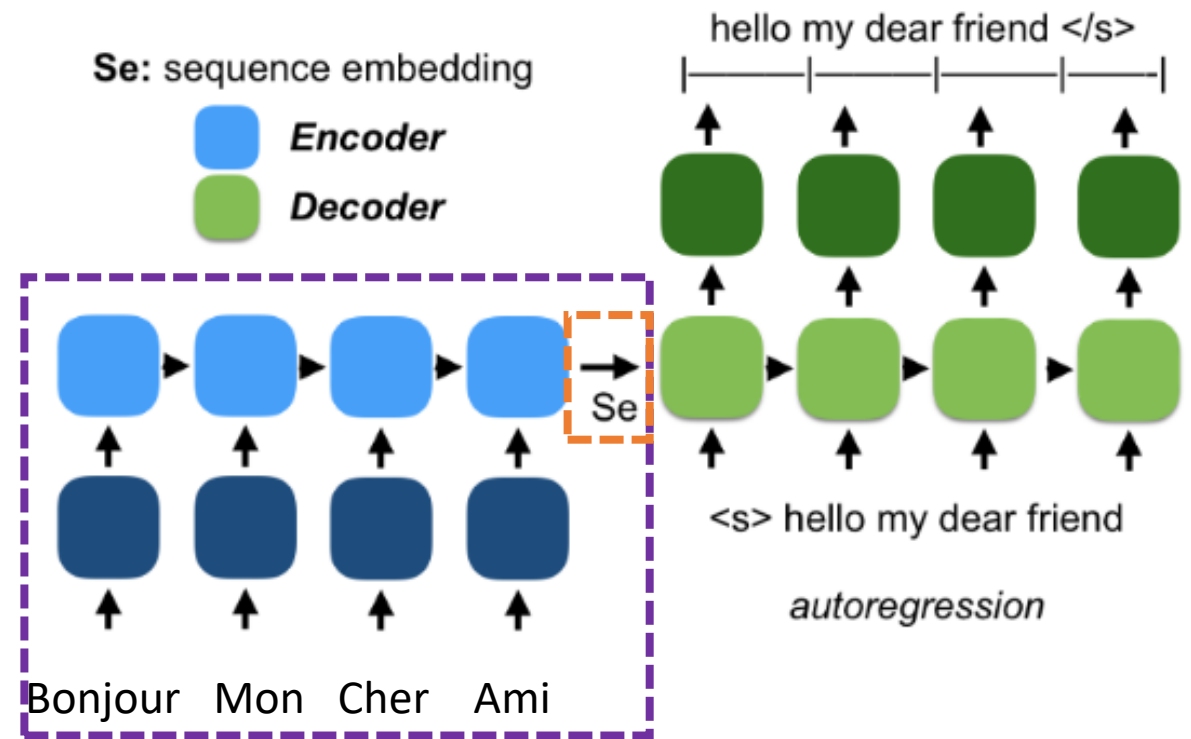 Se: sequence embedding
Encoder
Decoder
hello my dear friend </s>
Se
<s> hello my dear friend
autoregression
Bonjour Mon Cher Ami